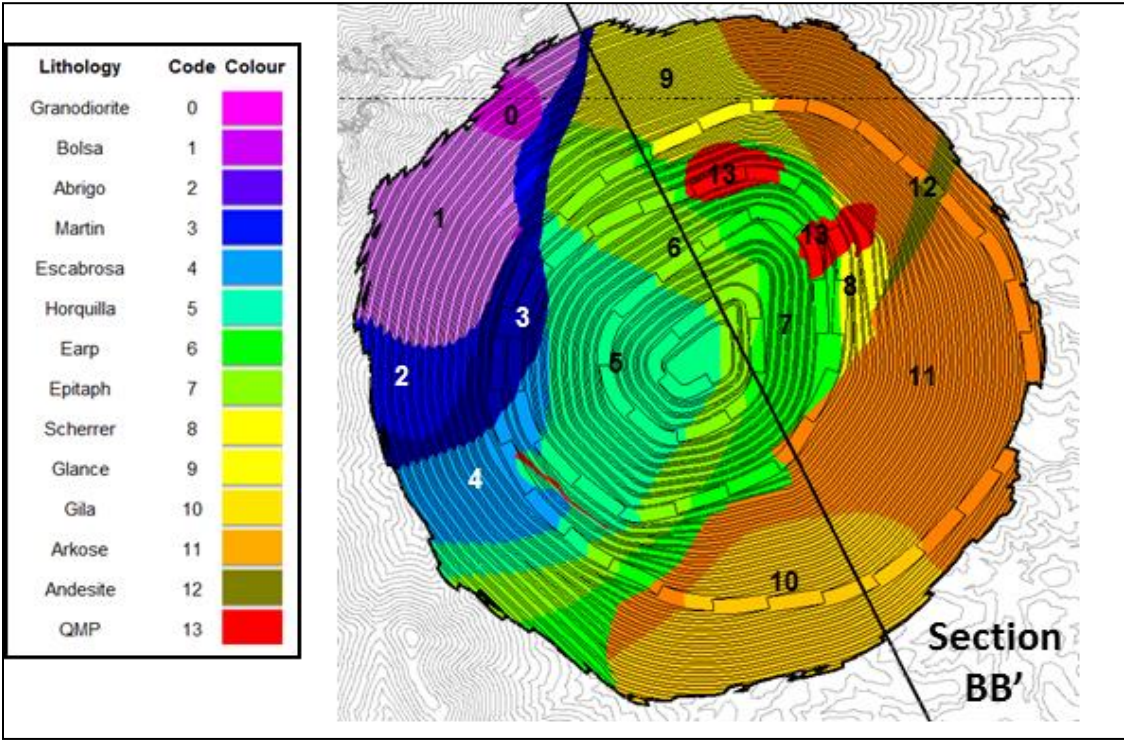 Lithology Code Colour
Granodiorite 0
Bolsa 1
Abrigo 2
Martin 3
Escabrosa 4
Horquilla 5
Earp 6
Epitaph 7
Scherrer 8
Glance 9
Gila 10
Arkose 11
Andesite 12
QMP 13
9
0
13
12
1
6
13
8
3
7
5
2
11
4
10
Section
BB’